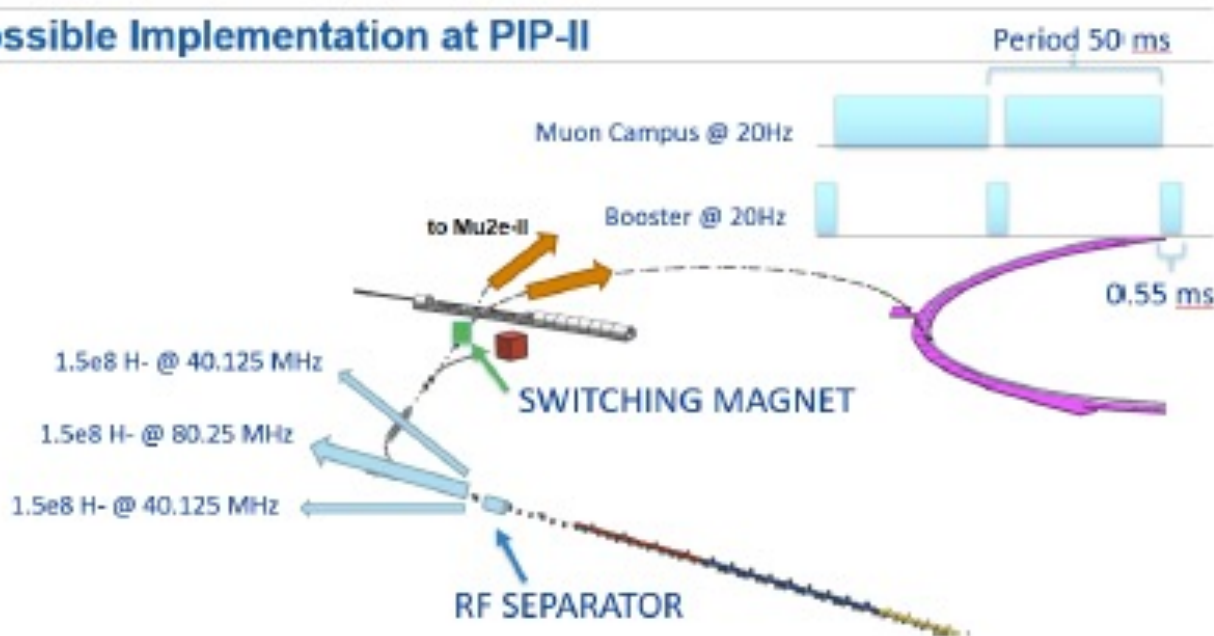 ossible Implementation at PIP-II
Period 50 ms
Muon Campus @ 20Hz
to Mu2e-II
Booster @ 20Hz
0.55 ms
1.5e8 H- @ 40.125 MHz
SWITCHING MAGNET
1.5e8 H- @ 80.25 MHz
1.5e8 H- @ 40.125 MHz
RF SEPARATOR